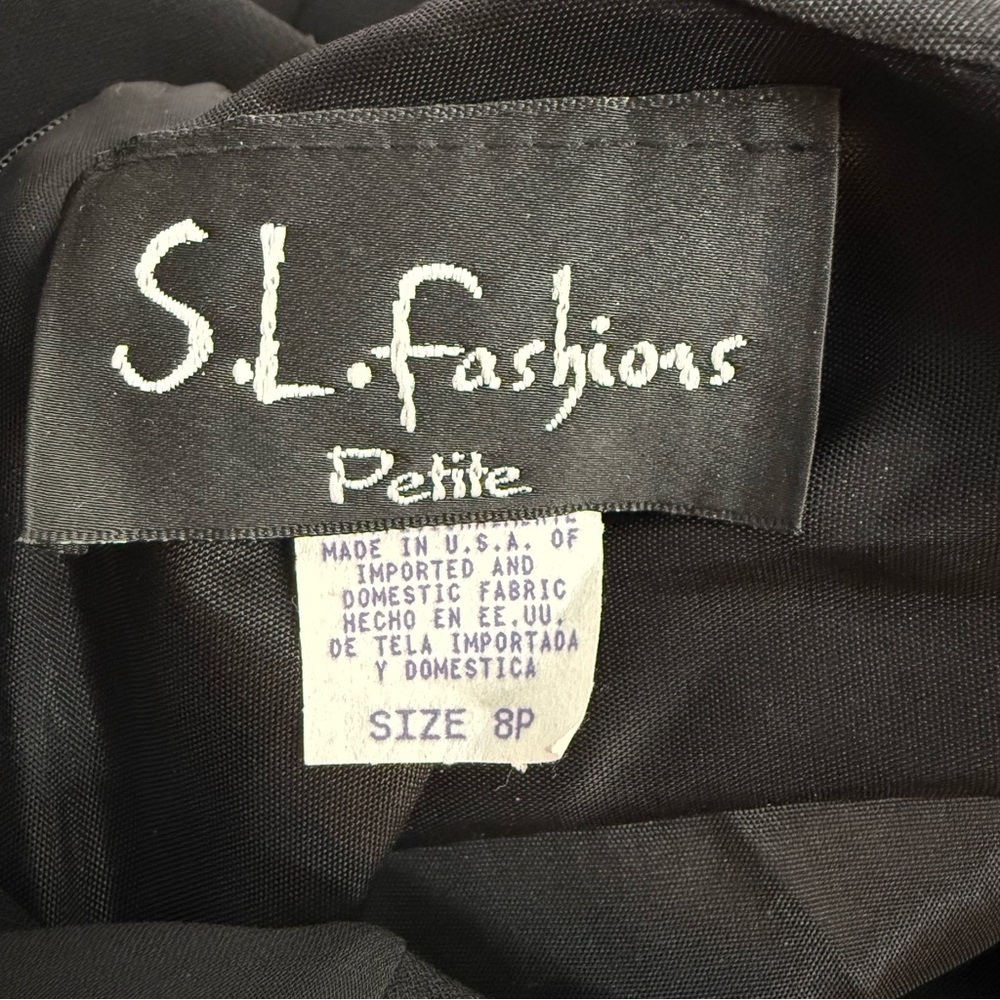 S.L. Fashions
Petite
MADE IN U.S.A. OF
IMPORTED AND
DOMESTIC FABRIC
HECHO EN EE.UU.
DE TELA IMPORTADA
Y DOMESTICA
SIZE 8P